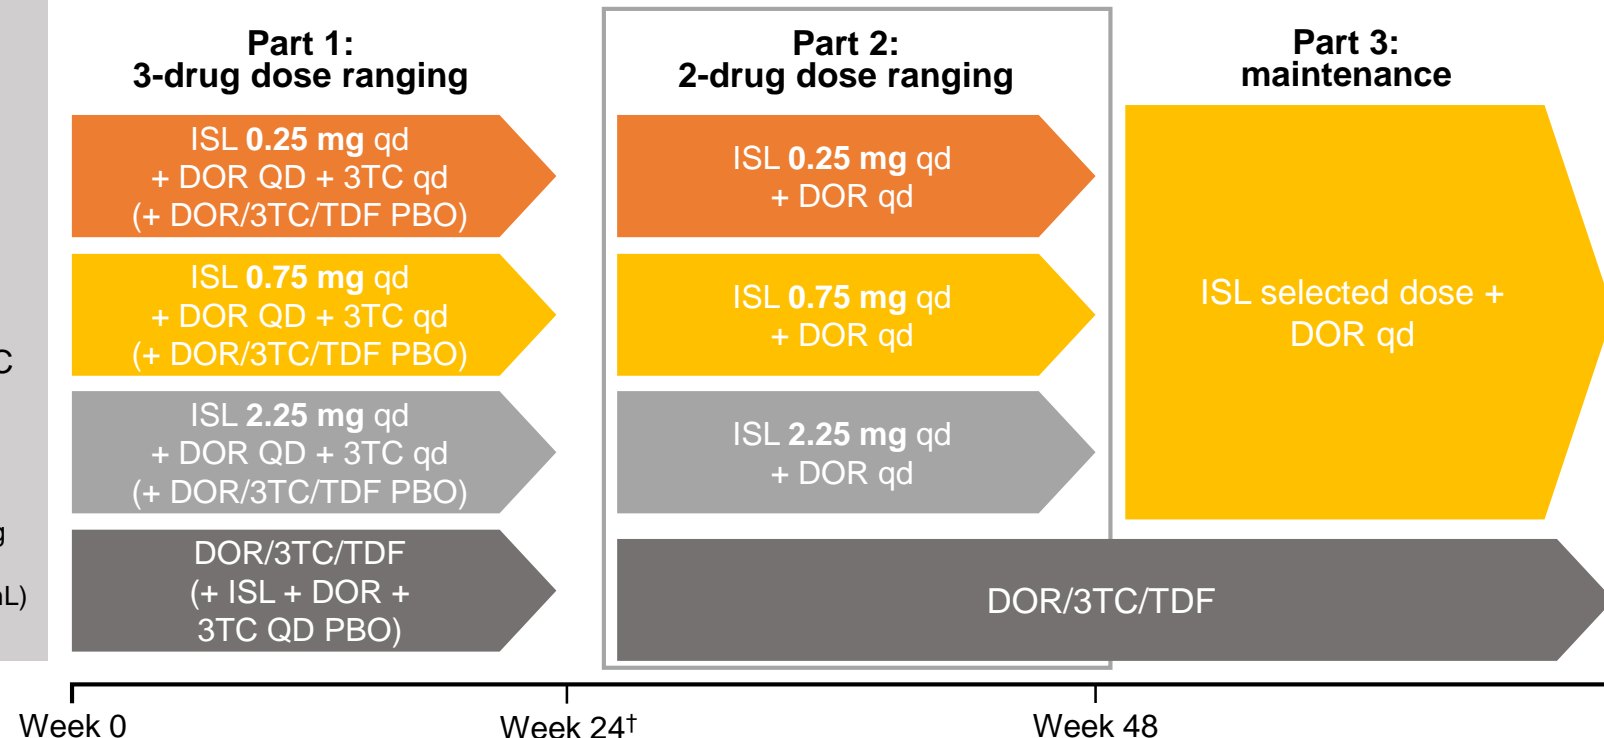 Part 1:
3-drug dose ranging
ISL 0.25 mg qd
+ DOR QD + 3TC qd
(+ DOR/3TC/TDF PBO)
ISL 0.75 mg qd
+ DOR QD + 3TC qd
(+ DOR/3TC/TDF PBO)
ISL 2.25 mg qd
+ DOR QD + 3TC qd
(+ DOR/3TC/TDF PBO)
DOR/3TC/TDF
(+ ISL + DOR +
3TC QD PBO)
Part 2:
2-drug dose ranging
ISL 0.25 mg qd
+ DOR qd
ISL 0.75 mg qd
+ DOR qd
ISL 2.25 mg qd
+ DOR qd
Part 3:
maintenance
ISL selected dose +
DOR qd
DOR/3TC/TDF
Week 0
Week 24†
Week 48